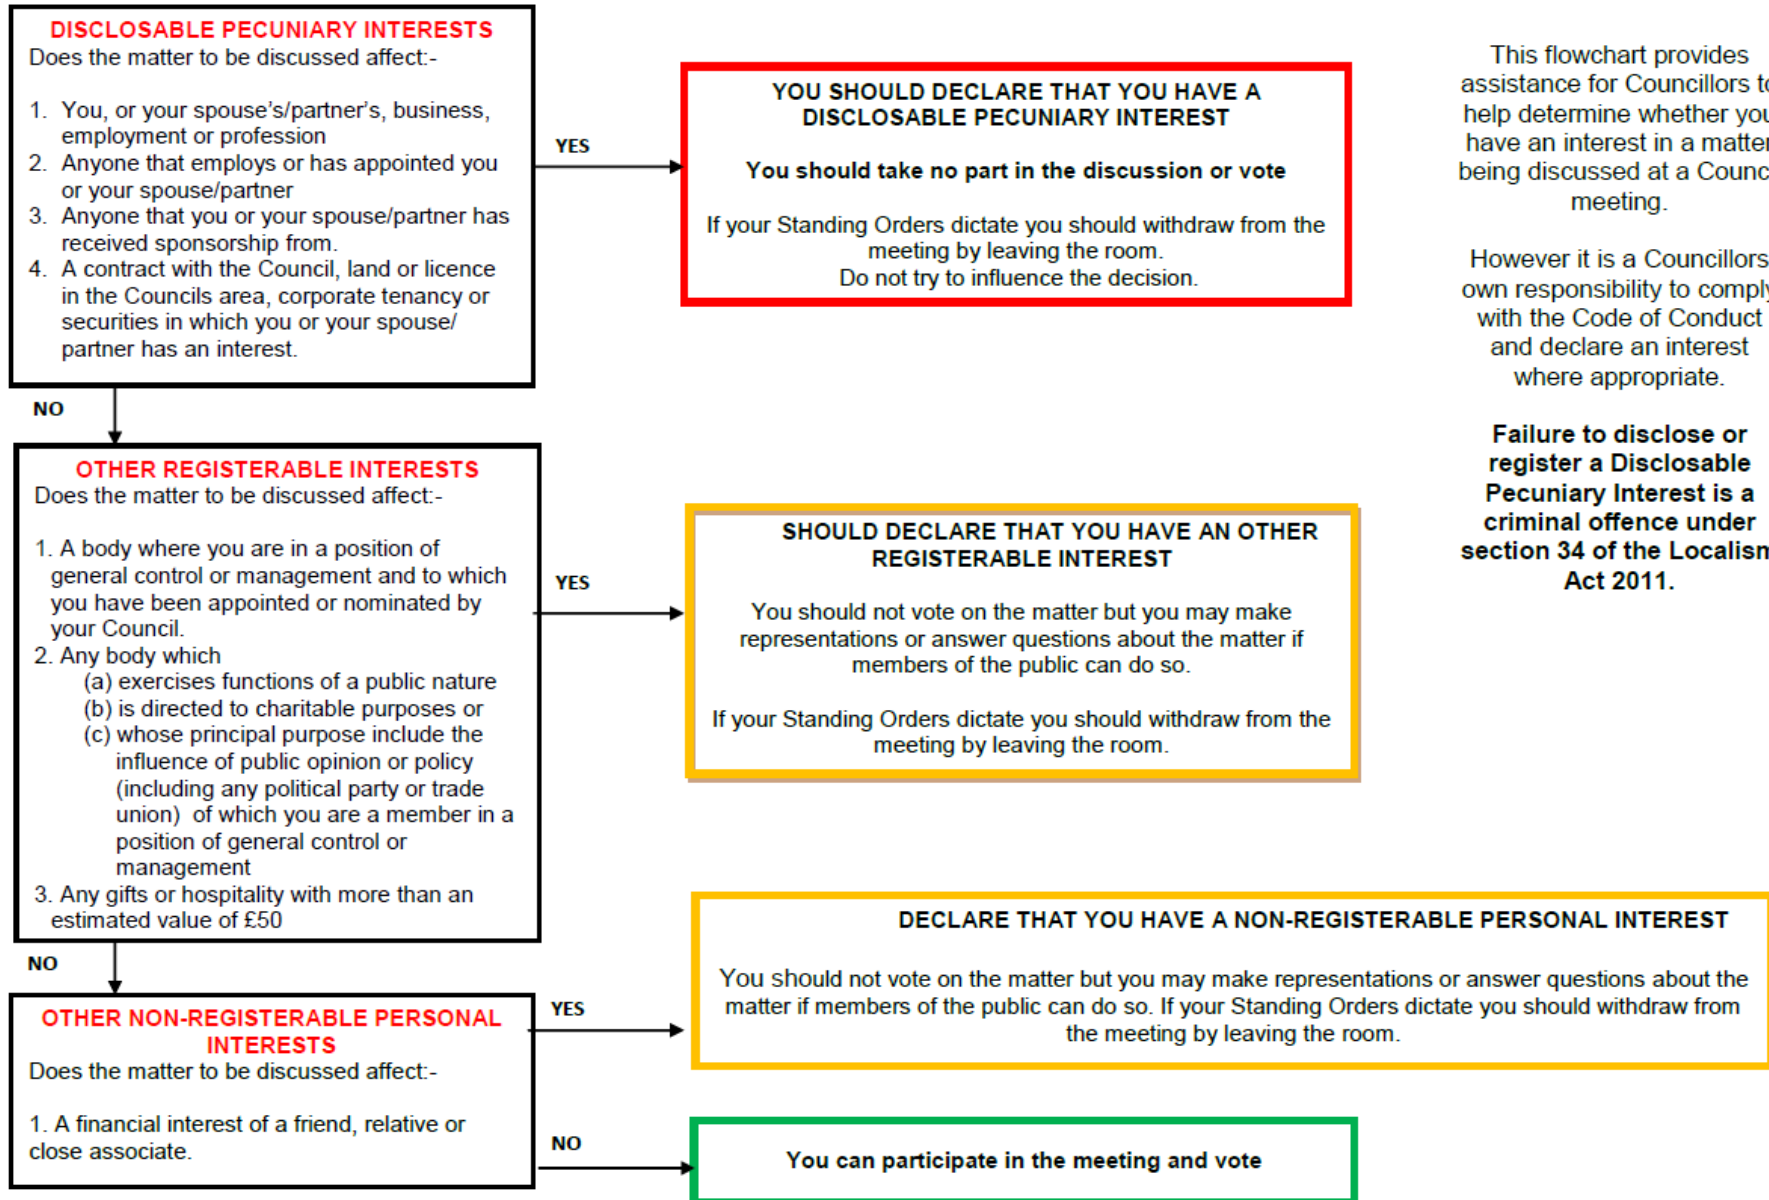 DISCLOSABLE PECUNIARY INTERESTS
Does the matter to be discussed affect:-
1. You, or your spouse's/partner's, business,
employment or profession
2. Anyone that employs or has appointed you
or your spouse/partner
3. Anyone that you or your spouse/partner has
received sponsorship from.
4. A contract with the Council, land or licence
in the Councils area, corporate tenancy or
securities in which you or your spouse/
partner has an interest.
YES
YOU SHOULD DECLARE THAT YOU HAVE A
DISCLOSABLE PECUNIARY INTEREST
You should take no part in the discussion or vote
If your Standing Orders dictate you should withdraw from the
meeting by leaving the room.
Do not try to influence the decision.
This flowchart provides
assistance for Councillors to
help determine whether you
have an interest in a matter
being discussed at a Counc
meeting.
However it is a Councillors
own responsibility to comply
with the Code of Conduct
and declare an interest
where appropriate.
Failure to disclose or
register a Disclosable
Pecuniary Interest is a
criminal offence under
section 34 of the Localism
Act 2011.
NO
OTHER REGISTERABLE INTERESTS
Does the matter to be discussed affect:-
1. A body where you are in a position of
general control or management and to which
you have been appointed or nominated by
your Council.
2. Any body which
(a) exercises functions of a public nature
(b) is directed to charitable purposes or
(c) whose principal purpose include the
influence of public opinion or policy
(including any political party or trade
union) of which you are a member in a
position of general control or
management
3. Any gifts or hospitality with more than an
estimated value of £50
YES
SHOULD DECLARE THAT YOU HAVE AN OTHER
REGISTERABLE INTEREST
You should not vote on the matter but you may make
representations or answer questions about the matter if
members of the public can do so.
If your Standing Orders dictate you should withdraw from the
meeting by leaving the room.
NO
OTHER NON-REGISTERABLE PERSONAL
INTERESTS
Does the matter to be discussed affect:-
1. A financial interest of a friend, relative or
close associate.
YES
DECLARE THAT YOU HAVE A NON-REGISTERABLE PERSONAL INTEREST
You should not vote on the matter but you may make representations or answer questions about the
matter if members of the public can do so. If your Standing Orders dictate you should withdraw from
the meeting by leaving the room.
NO
You can participate in the meeting and vote